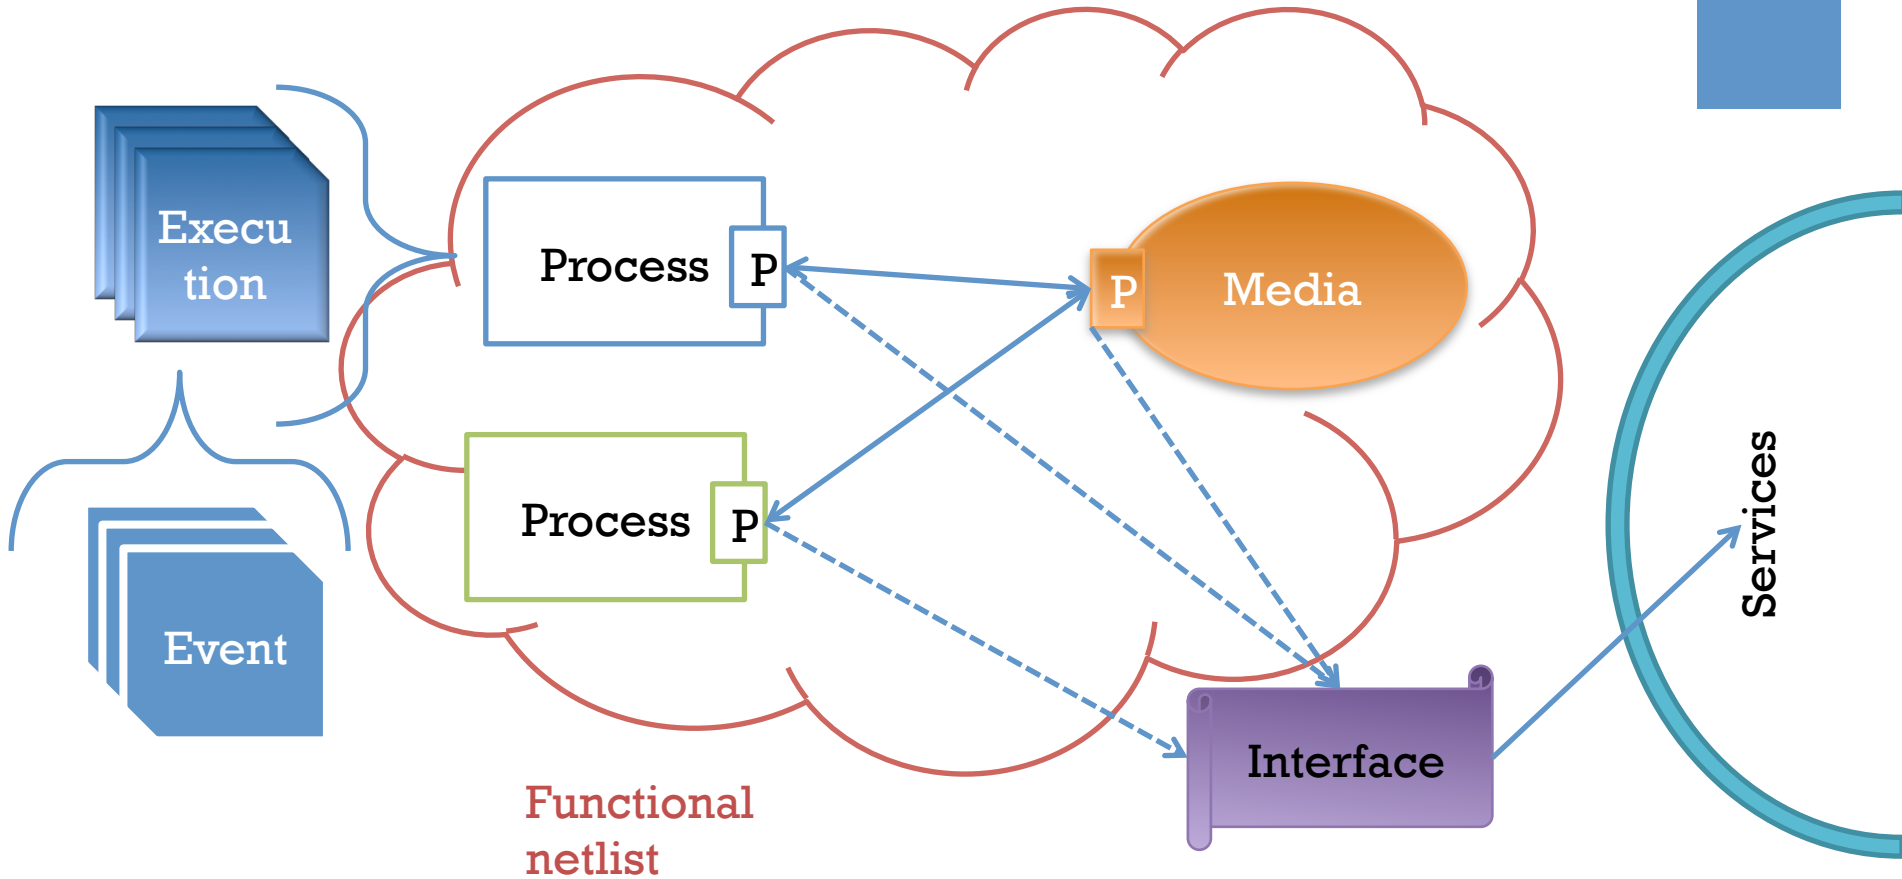 Execu
tion
Process
P
P
Media
Process
P
Services
Event
Interface
Functional
netlist